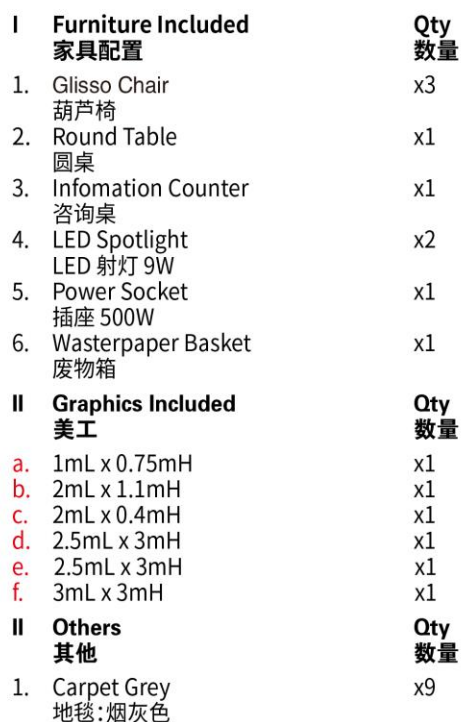 I Furniture Included Qty
家具配置 数量
1. Glisso Chair x3
葫芦椅
2. Round Table x1
圆桌
3. Infomation Counter x1
咨询桌
4. LED Spotlight x2
LED 射灯 9W
5. Power Socket x1
插座 500W
6. Wasterpaper Basket x1
废物箱
II Graphics Included Qty
美工 数量
a. 1mL x 0.75mH x1
b. 2mL x 1.1mH x1
c. 2mL x 0.4mH x1
d. 2.5mL x 3mH x1
e. 2.5mL x 3mH x1
f. 3mL x 3mH x1
II Others Qty
其他 数量
1. Carpet Grey x9
地毯：烟灰色